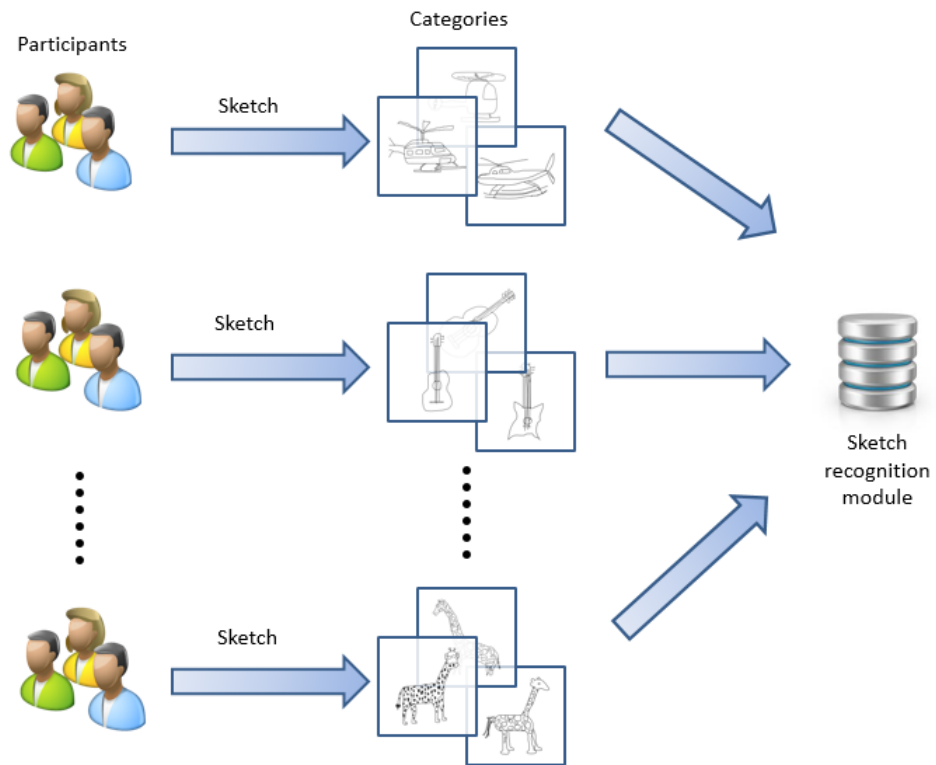 Categories
Participants
Sketch
Sketch
Sketch
recognition
module
Sketch